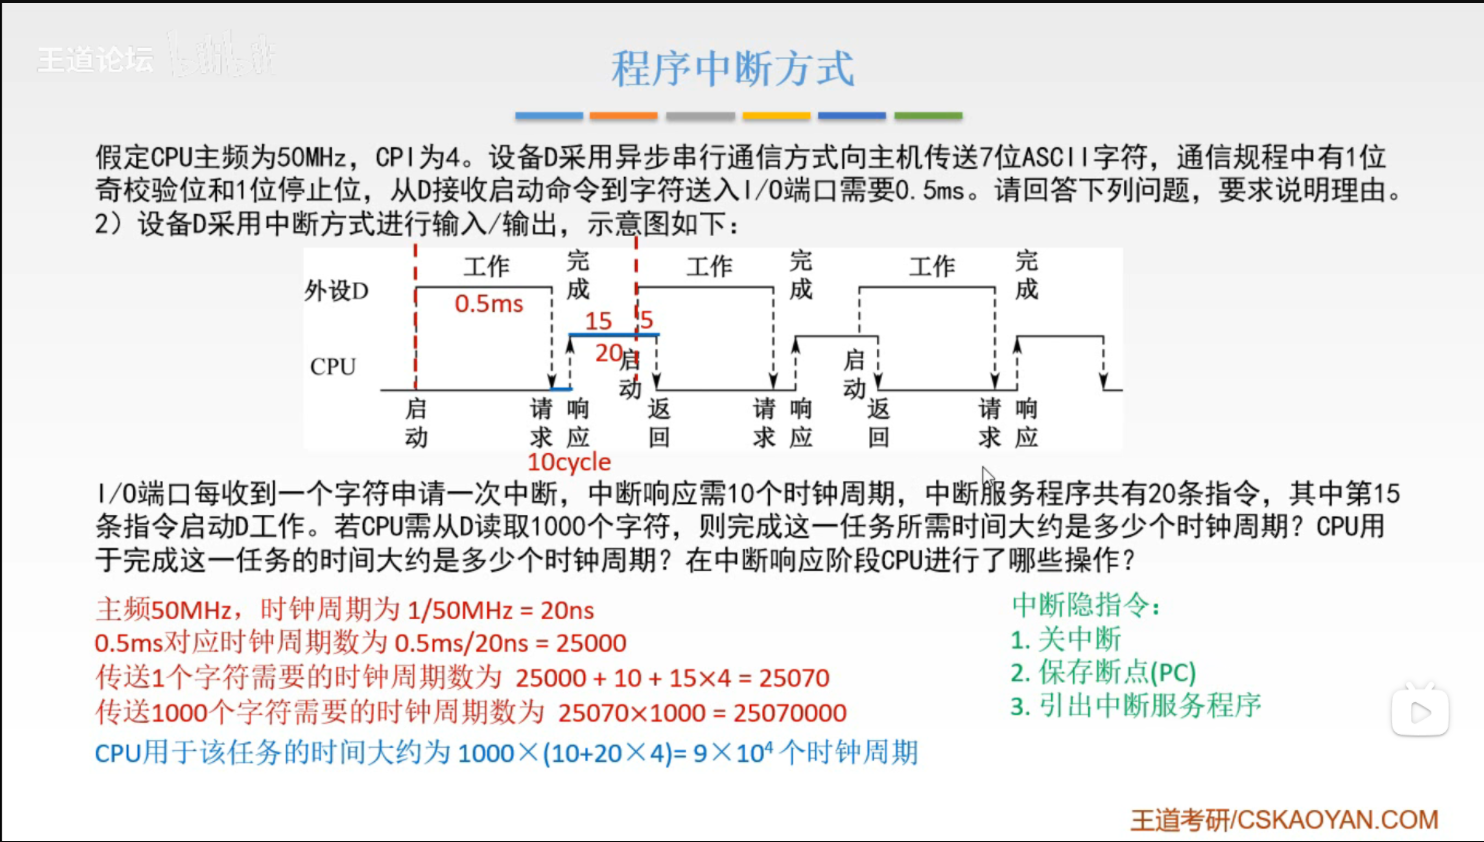 王道论坛
程序中断方式
假定CPU主频为50MHz，CPI为4。设备D采用异步串行通信方式向主机传送7位ASCII字符，通信规程中有1位
奇校验位和1位停止位，从D接收启动命令到字符送入I/O端口需要0.5ms。请回答下列问题，要求说明理由。
2）设备D采用中断方式进行输入/输出，示意图如下：
工作 完成 工作 完成 工作 完成
外设D
0.5ms
15 5
20
CPU
启动 启动
启动 请求 响应 返回 请求 响应 返回 请求 响应
10cycle
I/O端口每收到一个字符申请一次中断，中断响应需10个时钟周期，中断服务程序共有20条指令，其中第15
条指令启动D工作。若CPU需从D读取1000个字符，则完成这一任务所需时间大约是多少个时钟周期？CPU用
于完成这一任务的时间大约是多少个时钟周期？在中断响应阶段CPU进行了哪些操作？
主频50MHz，时钟周期为 1/50MHz = 20ns
0.5ms对应时钟周期数为 0.5ms/20ns = 25000
传送1个字符需要的时钟周期数为 25000 + 10 + 15×4 = 25070
传送1000个字符需要的时钟周期数为 25070×1000 = 25070000
CPU用于该任务的时间大约为 1000×(10+20×4)= 9×10⁴ 个时钟周期
中断隐指令：
1. 关中断
2. 保存断点(PC)
3. 引出中断服务程序
王道考研/CSKAOYAN.COM